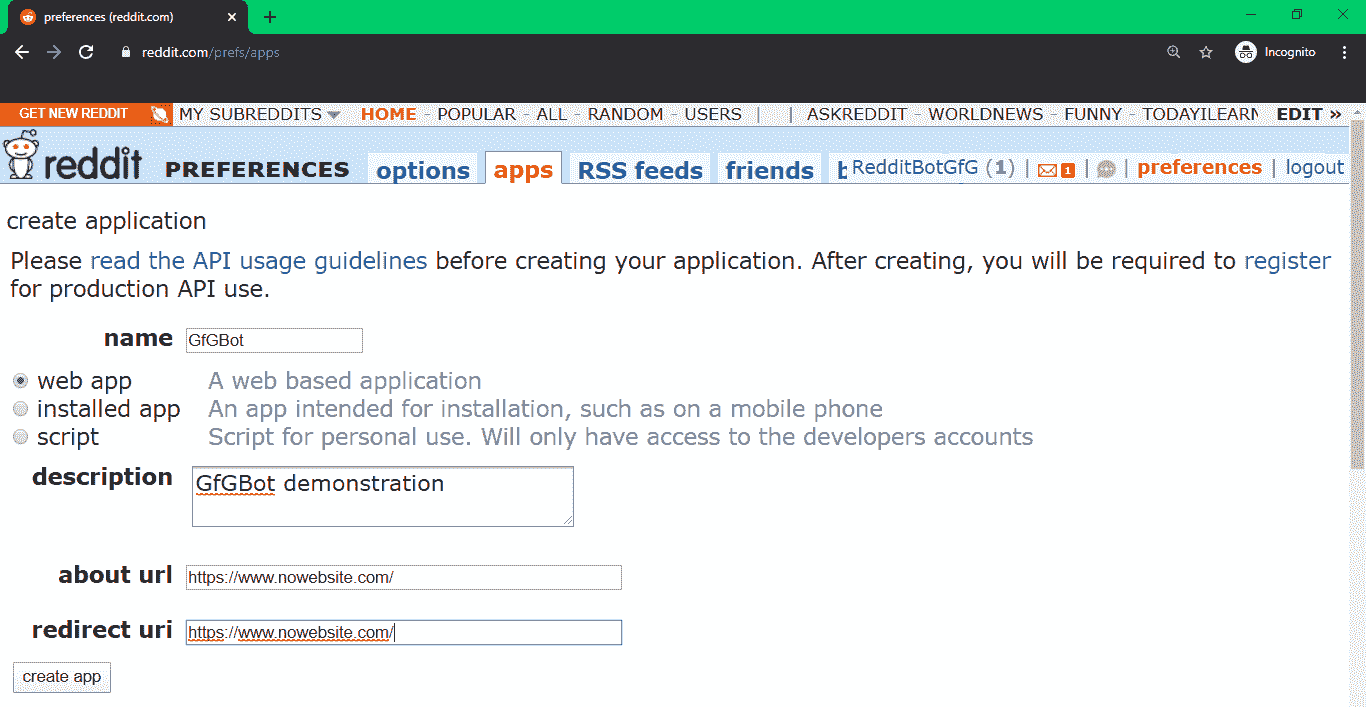 preferences (reddit.com)
reddit.com/prefs/apps Incognito
GET NEW REDDIT MY SUBREDDITS HOME - POPULAR - ALL - RANDOM - USERS | | ASKREDDIT - WORLDNEWS - FUNNY - TODAYILEARN EDIT »
reddit PREFERENCES options apps RSS feeds friends b RedditBotGfG (1) | 1 | | preferences | logout
create application
Please read the API usage guidelines before creating your application. After creating, you will be required to register
for production API use.
name GfGBot
web app A web based application
installed app An app intended for installation, such as on a mobile phone
script Script for personal use. Will only have access to the developers accounts
description GfGBot demonstration
about url https://www.nowebsite.com/
redirect uri https://www.nowebsite.com/
create app